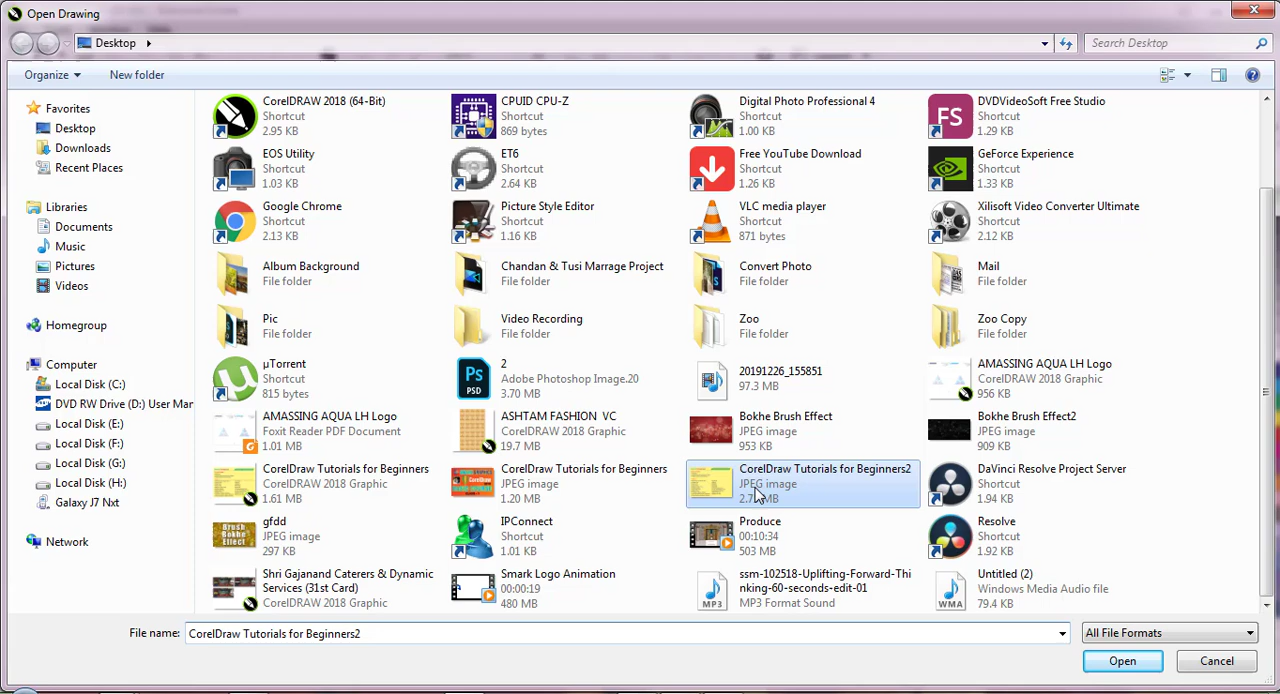 Open Drawing
Desktop
Search Desktop
Organize
New folder
Favorites
Desktop
Downloads
Recent Places
Libraries
Documents
Music
Pictures
Videos
Homegroup
Computer
Local Disk (C:)
DVD RW Drive (D:) User Mar
Local Disk (E:)
Local Disk (F:)
Local Disk (G:)
Local Disk (H:)
Galaxy J7 Nxt
Network
CorelDRAW 2018 (64-Bit)
Shortcut
2.95 KB
CPUID CPU-Z
Shortcut
869 bytes
Digital Photo Professional 4
Shortcut
1.00 KB
FS
DVDVideoSoft Free Studio
Shortcut
1.29 KB
EOS Utility
Shortcut
1.03 KB
ET6
Shortcut
2.64 KB
Free YouTube Download
Shortcut
1.26 KB
GeForce Experience
Shortcut
1.33 KB
Google Chrome
Shortcut
2.13 KB
Picture Style Editor
Shortcut
1.16 KB
VLC media player
Shortcut
871 bytes
Xilisoft Video Converter Ultimate
Shortcut
2.12 KB
Album Background
File folder
Chandan & Tusi Marrage Project
File folder
Convert Photo
File folder
Mail
File folder
Pic
File folder
Video Recording
File folder
Zoo
File folder
Zoo Copy
File folder
µTorrent
Shortcut
815 bytes
Ps
PSD
2
Adobe Photoshop Image.20
3.70 MB
20191226_155851
97.3 MB
AMASSING AQUA LH Logo
CorelDRAW 2018 Graphic
956 KB
AMASSING AQUA LH Logo
Foxit Reader PDF Document
1.01 MB
ASHTAM FASHION VC
CorelDRAW 2018 Graphic
19.7 MB
Bokhe Brush Effect
JPEG image
953 KB
Bokhe Brush Effect2
JPEG image
909 KB
CorelDraw Tutorials for Beginners
CorelDRAW 2018 Graphic
1.61 MB
CorelDraw Tutorials for Beginners
JPEG image
1.20 MB
CorelDraw Tutorials for Beginners2
JPEG image
DaVinci Resolve Project Server
Shortcut
1.94 KB
Brush
Bokhe
Effect
gfdd
JPEG image
297 KB
IPConnect
Shortcut
1.01 KB
Produce
00:10:34
503 MB
Resolve
Shortcut
1.92 KB
Shri Gajanand Caterers & Dynamic
Services (31st Card)
CorelDRAW 2018 Graphic
Smark Logo Animation
00:00:19
480 MB
MP3
ssm-102518-Uplifting-Forward-Thi
nking-60-seconds-edit-01
MP3 Format Sound
WMA
Untitled (2)
Windows Media Audio file
79.4 KB
File name:
CorelDraw Tutorials for Beginners2
All File Formats
Open
Cancel